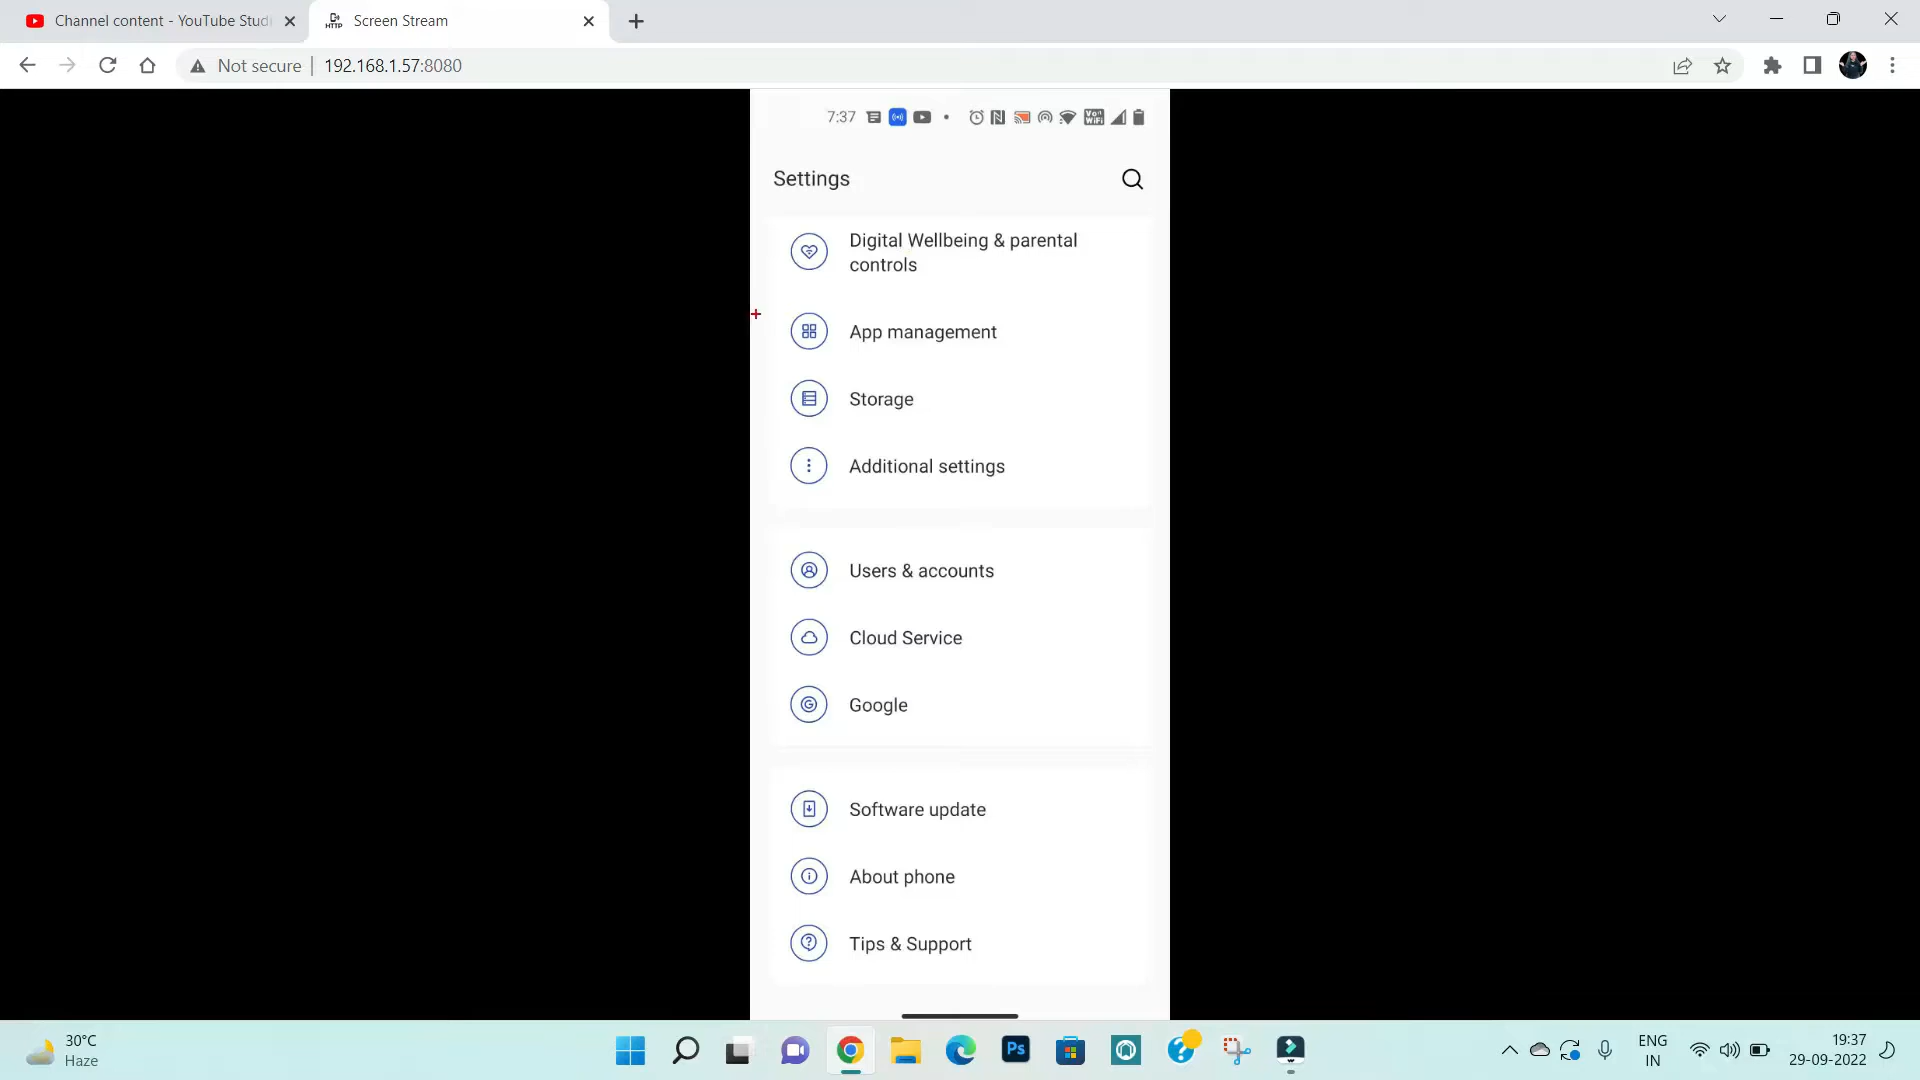 Channel content - YouTube Studi
Screen Stream
Not secure
192.168.1.57:8080
7:37
Settings
Digital Wellbeing & parental
controls
App management
Storage
Additional settings
Users & accounts
Cloud Service
Google
Software update
About phone
Tips & Support
30°C
Haze
Ps
ENG
IN
19:37
29-09-2022